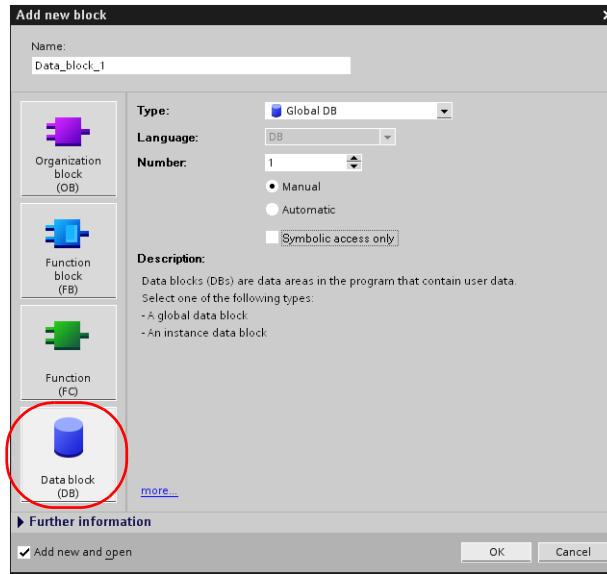 Add new block
Name:
Data_block_1
Organization
block
(OB)
Function
block
(FB)
Function
(FC)
Data block
(DB)
Type: Global DB
Language: DB
Number: 1
Manual
Automatic
Symbolic access only
Description:
Data blocks (DBs) are data areas in the program that contain user data.
Select one of the following types:
- A global data block
- An instance data block
more...
Further information
Add new and open
OK Cancel